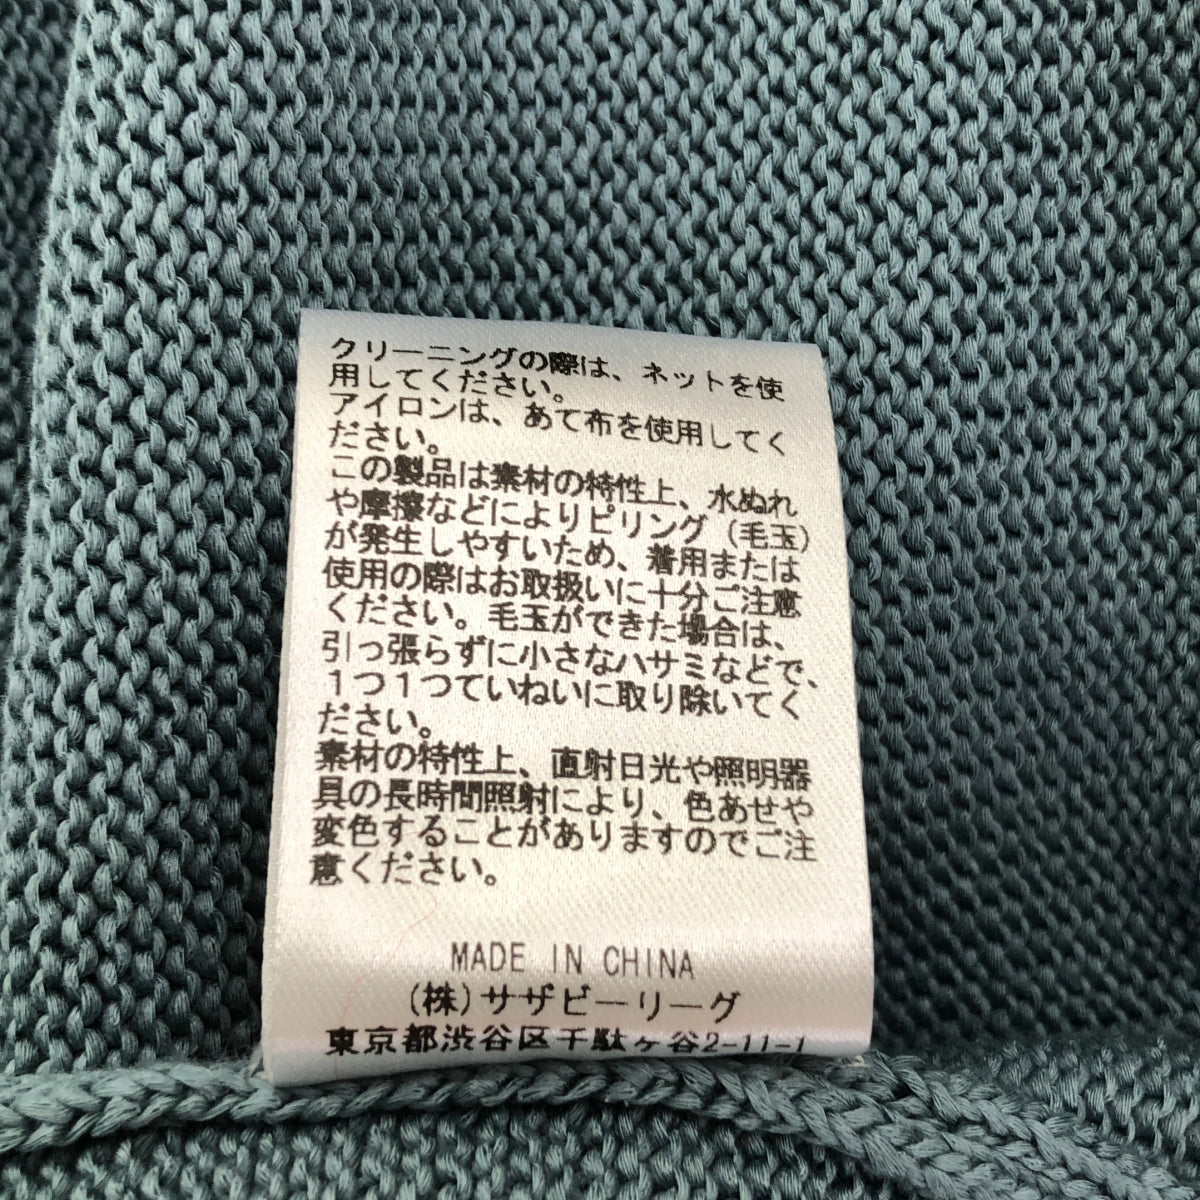 クリーニングの際は、ネットを使
用してください。
アイロンは、あて布を使用してく
ださい。
この製品は素材の特性上、水ぬれ
や摩擦などによりピリング（毛玉）
が発生しやすいため、着用または
使用の際はお取扱いに十分ご注意
ください。毛玉ができた場合は、
引っ張らずに小さなハサミなどで、
1つ1つていねいに取り除いてく
ださい。
素材の特性上、直射日光や照明器
具の長時間照射により、色あせや
変色することがありますのでご注
意ください。
MADE IN CHINA
(株)サザビーリーグ
東京都渋谷区千駄ヶ谷2-11-1